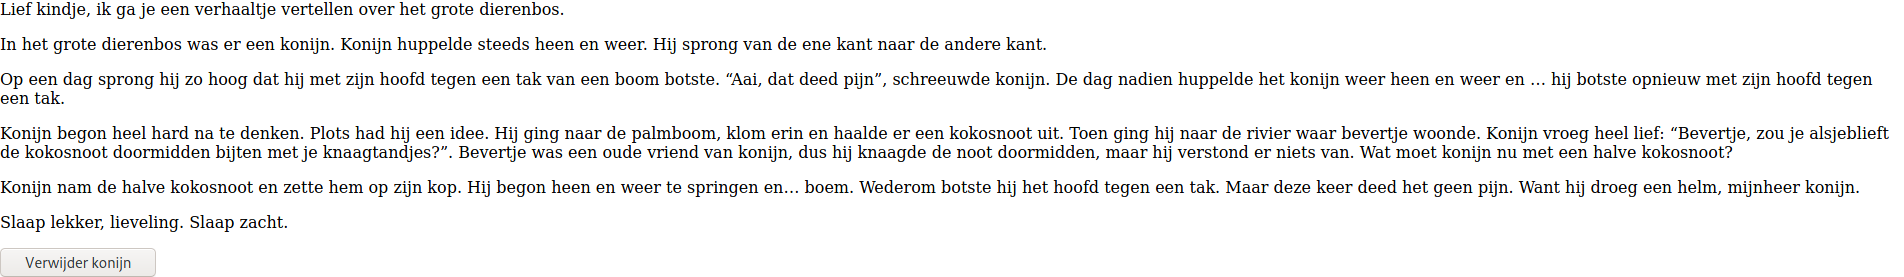 Lief kindje, ik ga je een verhaaltje vertellen over het grote dierenbos.
In het grote dierenbos was er een konijn. Konijn huppelde steeds heen en weer. Hij sprong van de ene kant naar de andere kant.
Op een dag sprong hij zo hoog dat hij met zijn hoofd tegen een tak van een boom botste. “Aai, dat deed pijn”, schreeuwde konijn. De dag nadien huppelde het konijn weer heen en weer en … hij botste opnieuw met zijn hoofd tegen
een tak.
Konijn begon heel hard na te denken. Plots had hij een idee. Hij ging naar de palmboom, klom erin en haalde er een kokosnoot uit. Toen ging hij naar de rivier waar bevertje woonde. Konijn vroeg heel lief: “Bevertje, zou je alsjeblieft
de kokosnoot doormidden bijten met je knaagtandjes?”. Bevertje was een oude vriend van konijn, dus hij knaagde de noot doormidden, maar hij verstond er niets van. Wat moet konijn nu met een halve kokosnoot?
Konijn nam de halve kokosnoot en zette hem op zijn kop. Hij begon heen en weer te springen en… boem. Wederom botste hij het hoofd tegen een tak. Maar deze keer deed het geen pijn. Want hij droeg een helm, mijnheer konijn.
Slaap lekker, lieveling. Slaap zacht.
Verwijder konijn